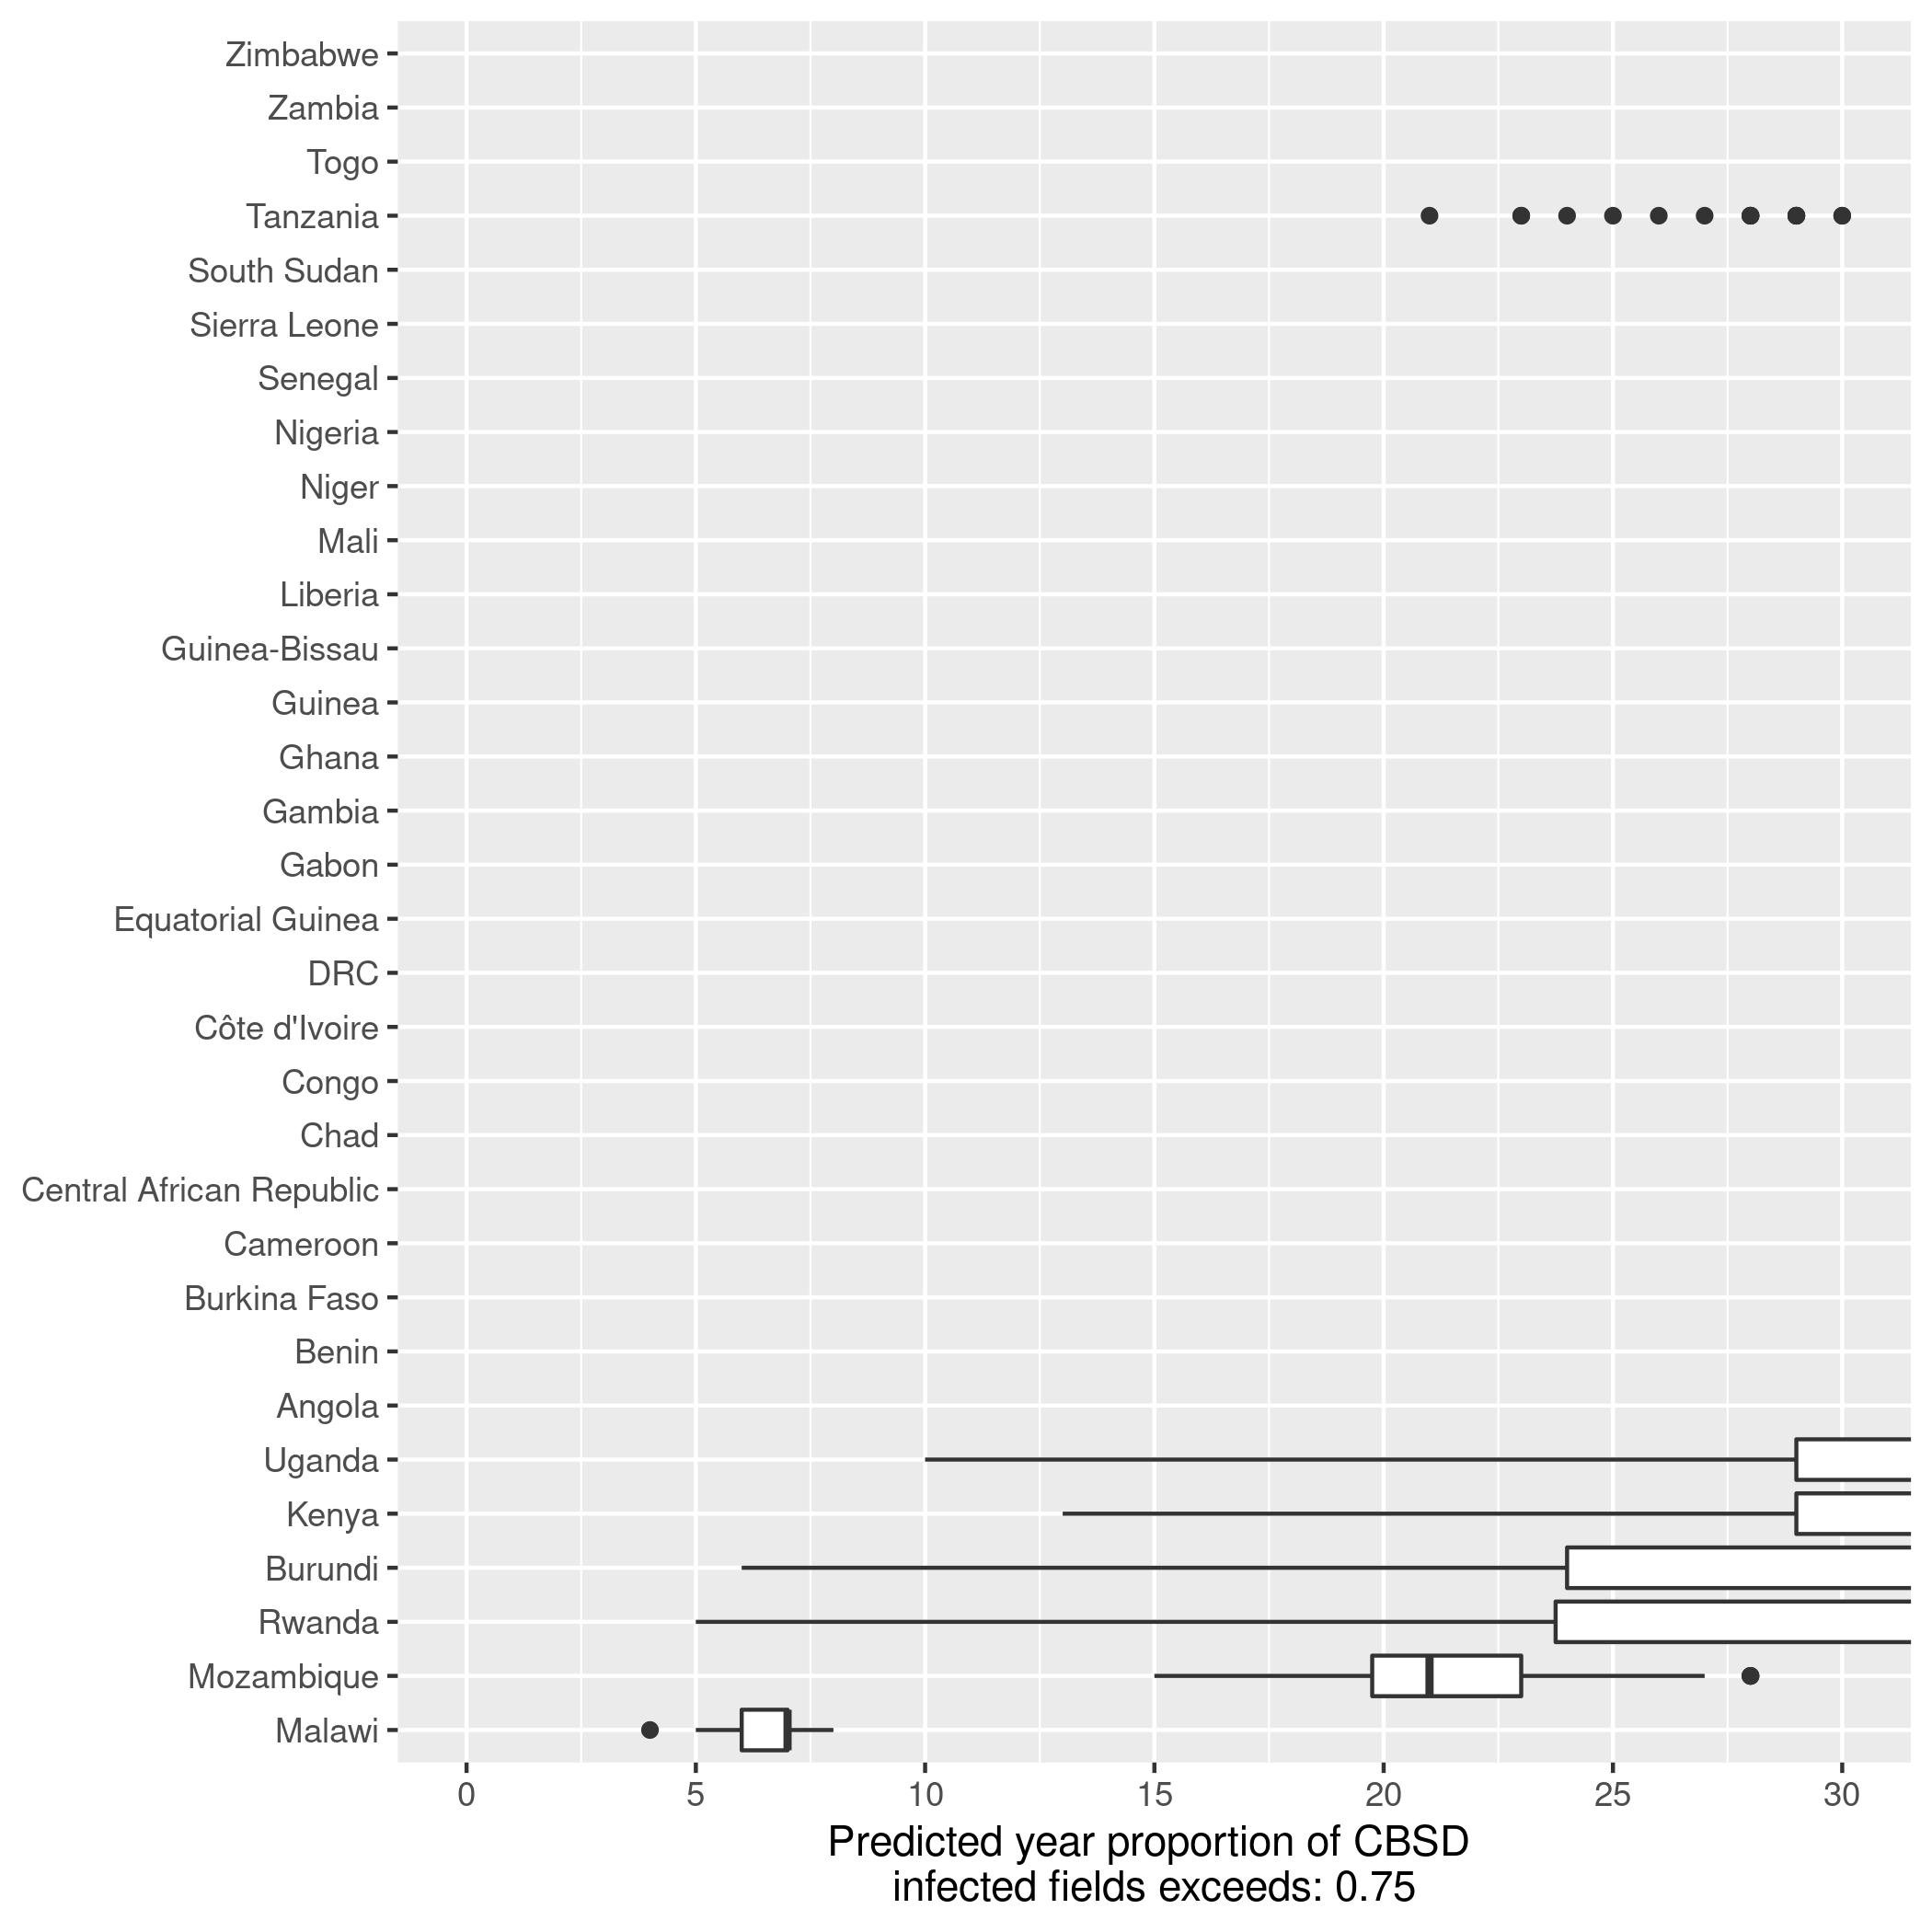 Zimbabwe
Zambia
Togo
Tanzania
South Sudan
Sierra Leone
Senegal
Nigeria
Niger
Mali
Liberia
Guinea-Bissau
Guinea
Ghana
Gambia
Gabon
Equatorial Guinea
DRC
Côte d'Ivoire
Congo
Chad
Central African Republic
Cameroon
Burkina Faso
Benin
Angola
Uganda
Kenya
Burundi
Rwanda
Mozambique
Malawi
0 5 10 15 20 25 30
Predicted year proportion of CBSD
infected fields exceeds: 0.75